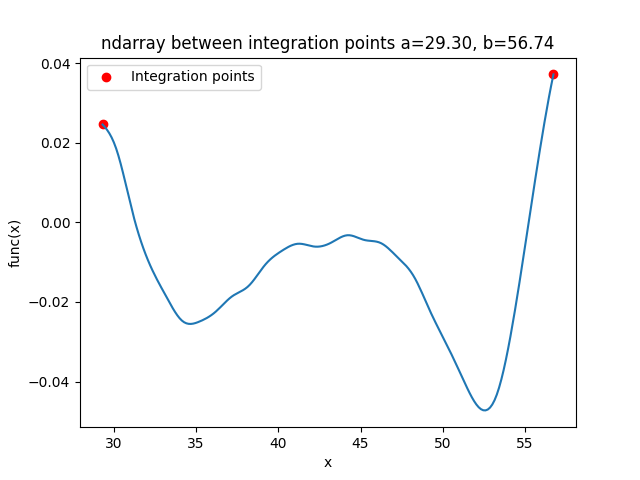 ndarray between integration points a=29.30, b=56.74
Integration points
0.04
0.02
0.00
−0.02
−0.04
func(x)
30 35 40 45 50 55
x